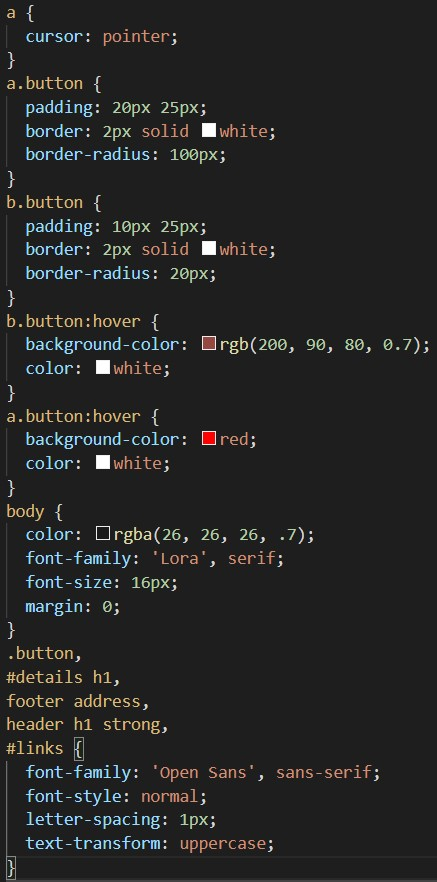 a {
  cursor: pointer;
}
a.button {
  padding: 20px 25px;
  border: 2px solid white;
  border-radius: 100px;
}
b.button {
  padding: 10px 25px;
  border: 2px solid white;
  border-radius: 20px;
}
b.button:hover {
  background-color: rgb(200, 90, 80, 0.7);
  color: white;
}
a.button:hover {
  background-color: red;
  color: white;
}
body {
  color: rgba(26, 26, 26, .7);
  font-family: 'Lora', serif;
  font-size: 16px;
  margin: 0;
}
.button,
#details h1,
footer address,
header h1 strong,
#links {
  font-family: 'Open Sans', sans-serif;
  font-style: normal;
  letter-spacing: 1px;
  text-transform: uppercase;
}